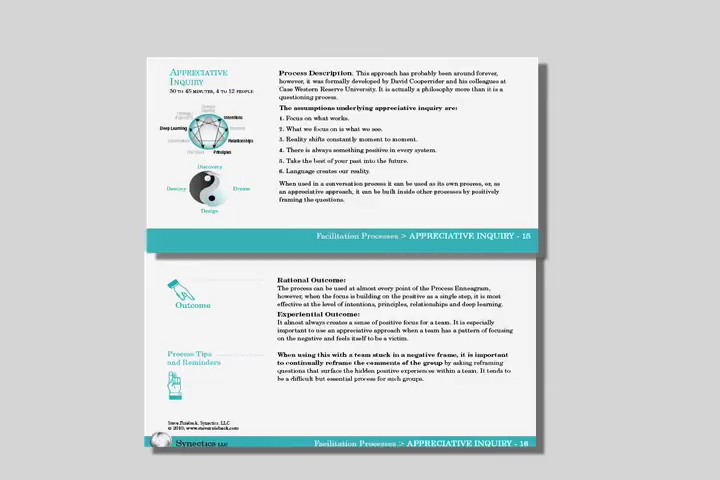 APPRECIATIVE
INQUIRY
30 TO 45 MINUTES, 4 TO 12 PEOPLE
Intentions
Deep Learning
Relationships
Principles
Discovery
Destiny
Dream
Design
Process Description. This approach has probably been around forever,
however, it was formally developed by David Cooperrider and his colleagues at
Case Western Reserve University. It is actually a philosophy more than it is a
questioning process.
The assumptions underlying appreciative inquiry are:
1. Focus on what works.
2. What we focus on is what we see.
3. Reality shifts constantly moment to moment.
4. There is always something positive in every system.
5. Take the best of your past into the future.
6. Language creates our reality.
When used in a conversation process it can be used as its own process, or, as
an appreciative approach, it can be built inside other processes by positively
framing the questions.
Facilitation Processes > APPRECIATIVE INQUIRY - 15
Outcome
Rational Outcome:
The process can be used at almost every point of the Process Enneagram,
however, when the focus is building on the positive as a single step, it is most
effective at the level of intentions, principles, relationships and deep learning.
Experiential Outcome:
It almost always creates a sense of positive focus for a team. It is especially
important to use an appreciative approach when a team has a pattern of focusing
on the negative and feels itself to be a victim.
Process Tips
and Reminders
When using this with a team stuck in a negative frame, it is important
to continually reframe the comments of the group by asking reframing
questions that surface the hidden positive experiences within a team. It tends to
be a difficult but essential process for such groups.
Synectics, LLC
© 2010,
Synectics LLC
Facilitation Processes > APPRECIATIVE INQUIRY - 16